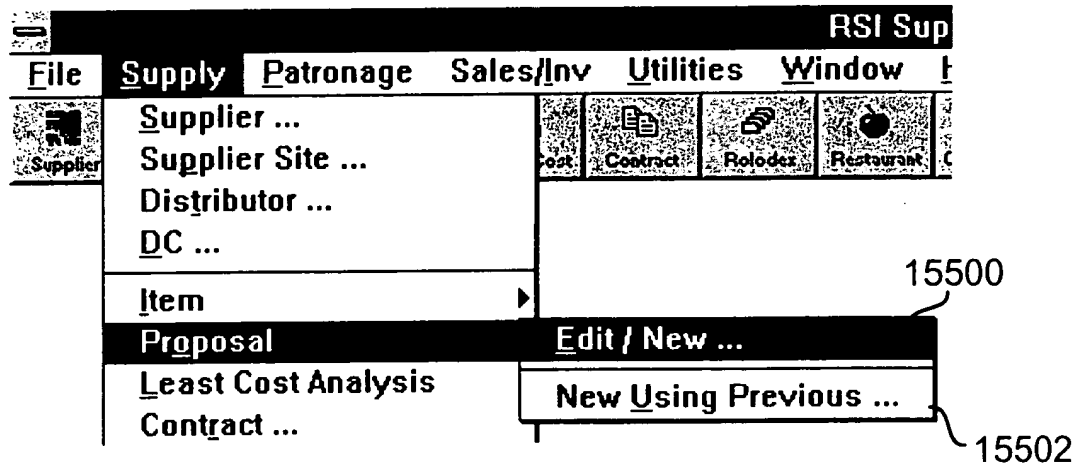 RSI Sup
File Supply Patronage Sales/Inv Utilities Window H
Supplier Cost Contract Rolodex Restaurant
Supplier ...
Supplier Site ...
Distributor ...
DC ...
Item
Proposal
Least Cost Analysis
Contract ...
15500
Edit / New ...
New Using Previous ...
15502